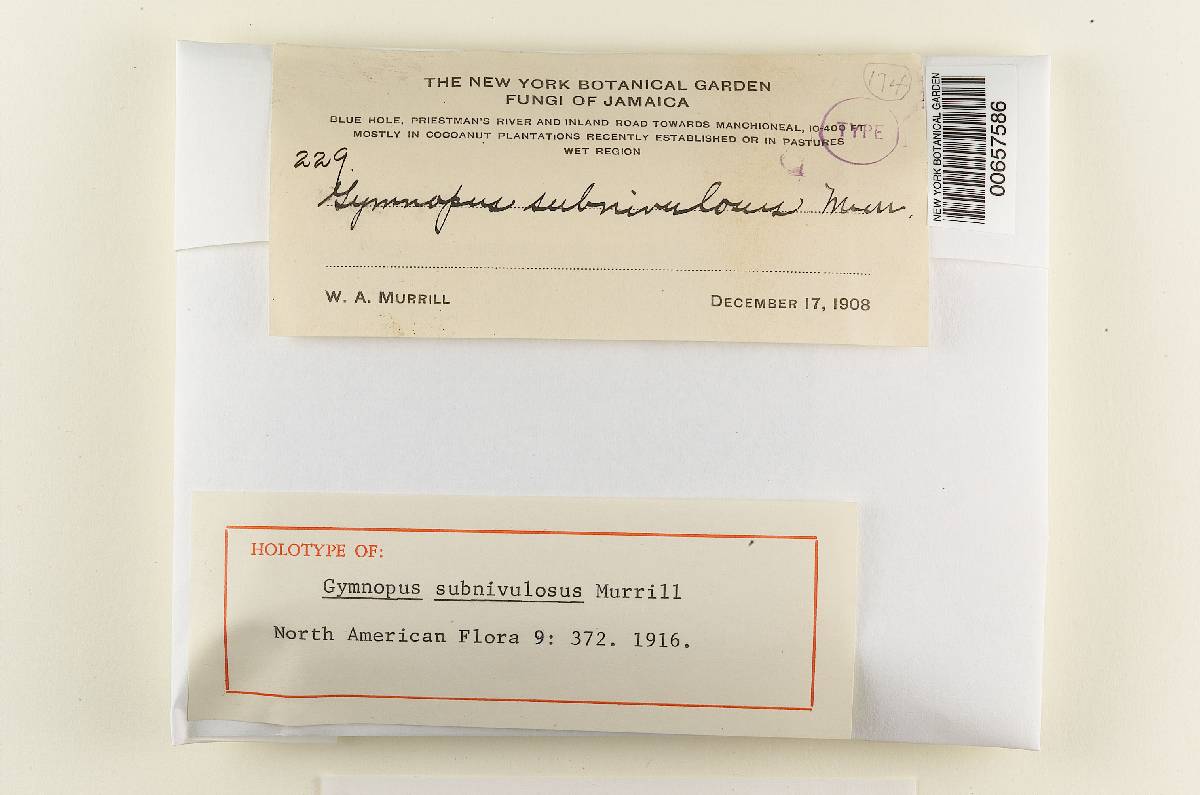 THE NEW YORK BOTANICAL GARDEN
FUNGI OF JAMAICA
174
BLUE HOLE, PRIESTMAN'S RIVER AND INLAND ROAD TOWARDS MANCHIONEAL, 10-400 FT.
MOSTLY IN COCOANUT PLANTATIONS RECENTLY ESTABLISHED OR IN PASTURES
WET REGION
TYPE
229.
Gymnopus subnivulosus Murr.
W. A. MURRILL
DECEMBER 17, 1908
NEW YORK BOTANICAL GARDEN
00657586
HOLOTYPE OF:
Gymnopus subnivulosus Murrill
North American Flora 9: 372. 1916.